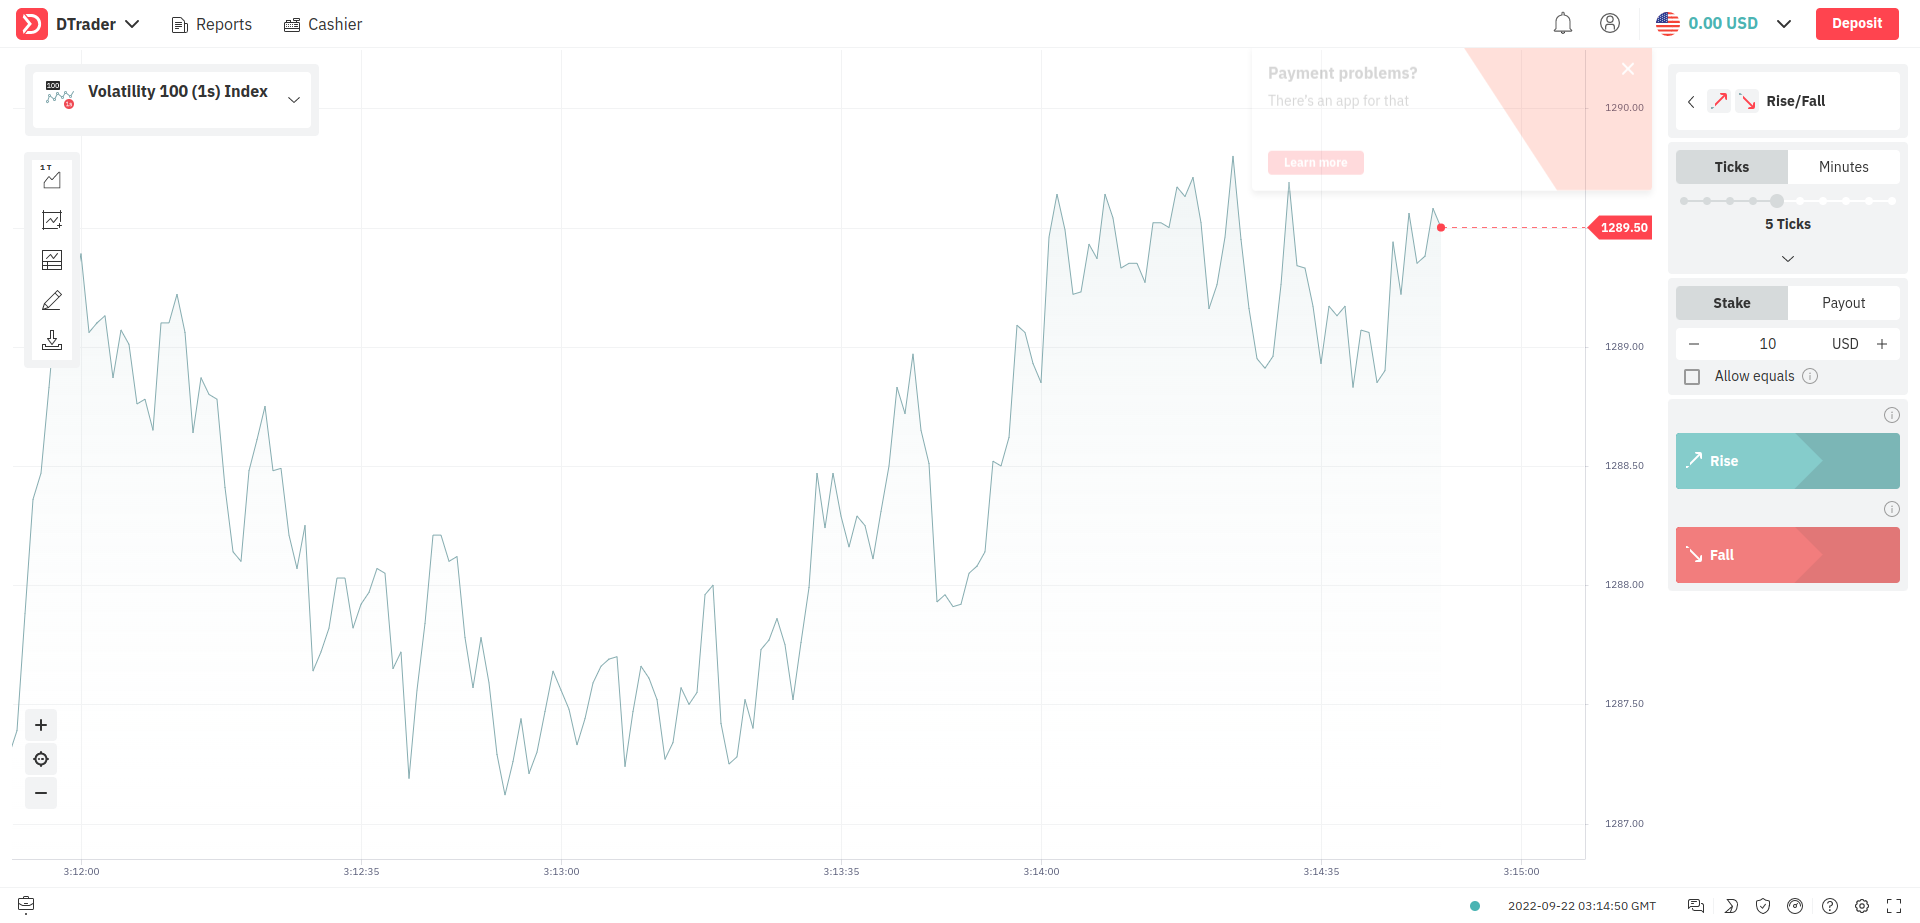 DTrader
Reports
Cashier
0.00 USD
Deposit
100
1s
Volatility 100 (1s) Index
1 T
Payment problems?
There's an app for that
Learn more
1290.00
1289.50
1289.00
1288.50
1288.00
1287.50
1287.00
3:12:00
3:12:35
3:13:00
3:13:35
3:14:00
3:14:35
3:15:00
Rise/Fall
Ticks
Minutes
5 Ticks
Stake
Payout
10
USD
Allow equals
Rise
Fall
2022-09-22 03:14:50 GMT